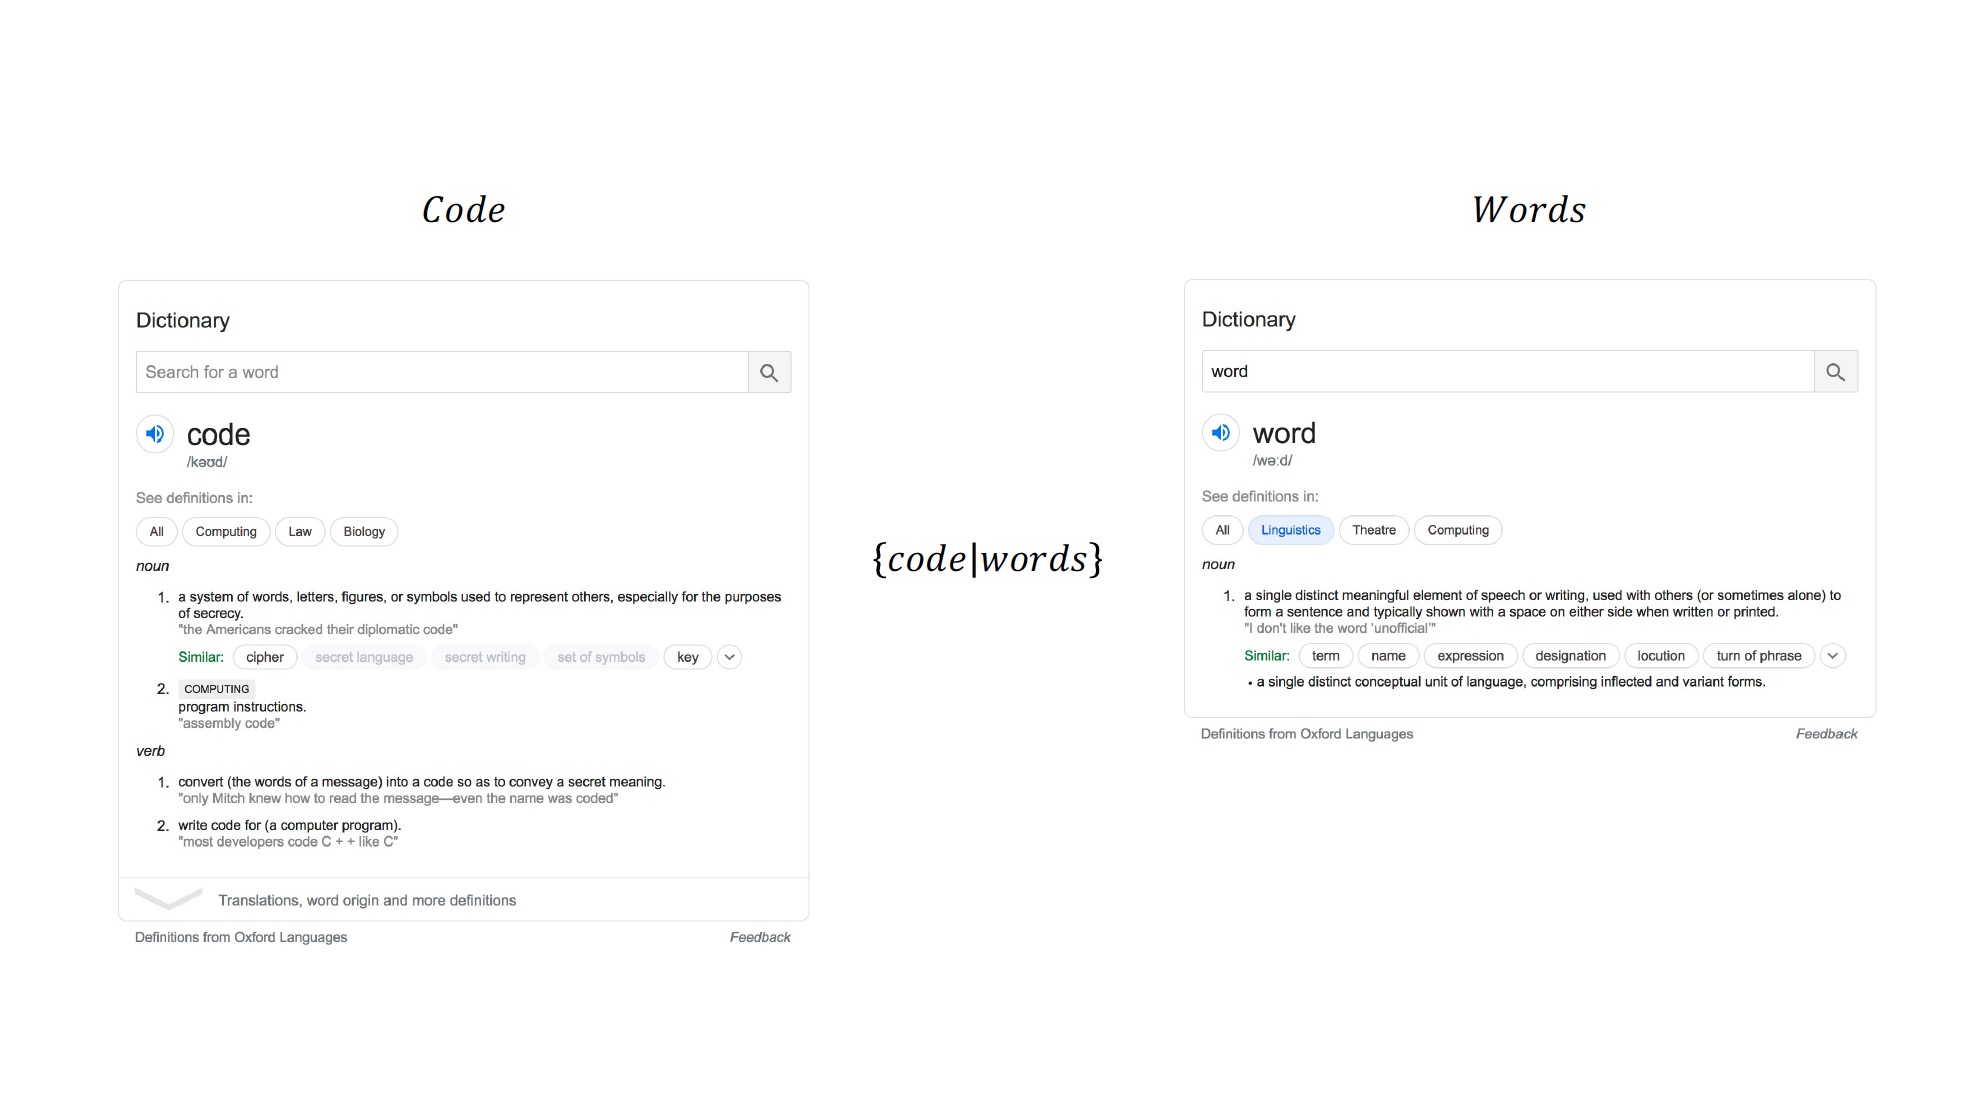 Code
Words
Dictionary
Search for a word
code
/kəʊd/
See definitions in:
All Computing Law Biology
noun
1. a system of words, letters, figures, or symbols used to represent others, especially for the purposes
of secrecy.
"the Americans cracked their diplomatic code"
Similar: cipher secret language secret writing set of symbols key
2. COMPUTING
program instructions.
"assembly code"
verb
1. convert (the words of a message) into a code so as to convey a secret meaning.
"only Mitch knew how to read the message—even the name was coded"
2. write code for (a computer program).
"most developers code C + + like C"
Translations, word origin and more definitions
Definitions from Oxford Languages
Feedback
{code|words}
Dictionary
word
word
/wəːd/
See definitions in:
All Linguistics Theatre Computing
noun
1. a single distinct meaningful element of speech or writing, used with others (or sometimes alone) to
form a sentence and typically shown with a space on either side when written or printed.
"I don't like the word 'unofficial'"
Similar: term name expression designation locution turn of phrase
• a single distinct conceptual unit of language, comprising inflected and variant forms.
Definitions from Oxford Languages
Feedback